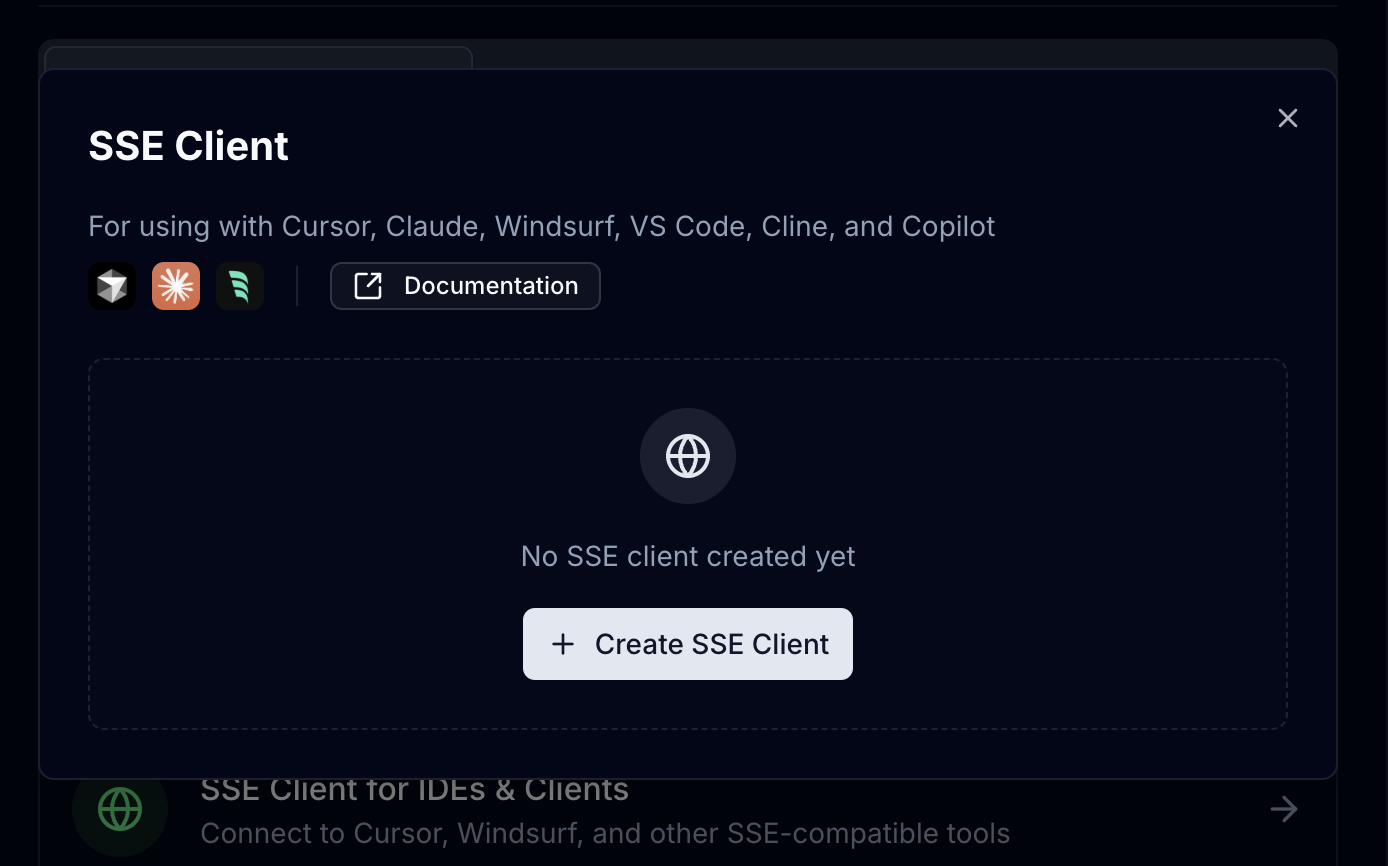 SSE Client
For using with Cursor, Claude, Windsurf, VS Code, Cline, and Copilot
Documentation
No SSE client created yet
Create SSE Client
SSE Client for IDEs & Clients
Connect to Cursor, Windsurf, and other SSE-compatible tools